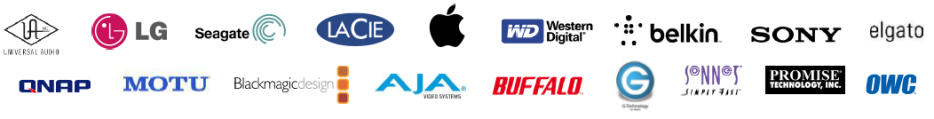 UNIVERSAL AUDIO
LG
Seagate
LACIE
WD Western Digital®
belkin
SONY
elgato
QNAP
MOTU
Blackmagicdesign
AJA
VIDEO SYSTEMS
BUFFALO
G
G-Technology
SONNET
SIMPLY FAST
PROMISE®
TECHNOLOGY, INC.
OWC